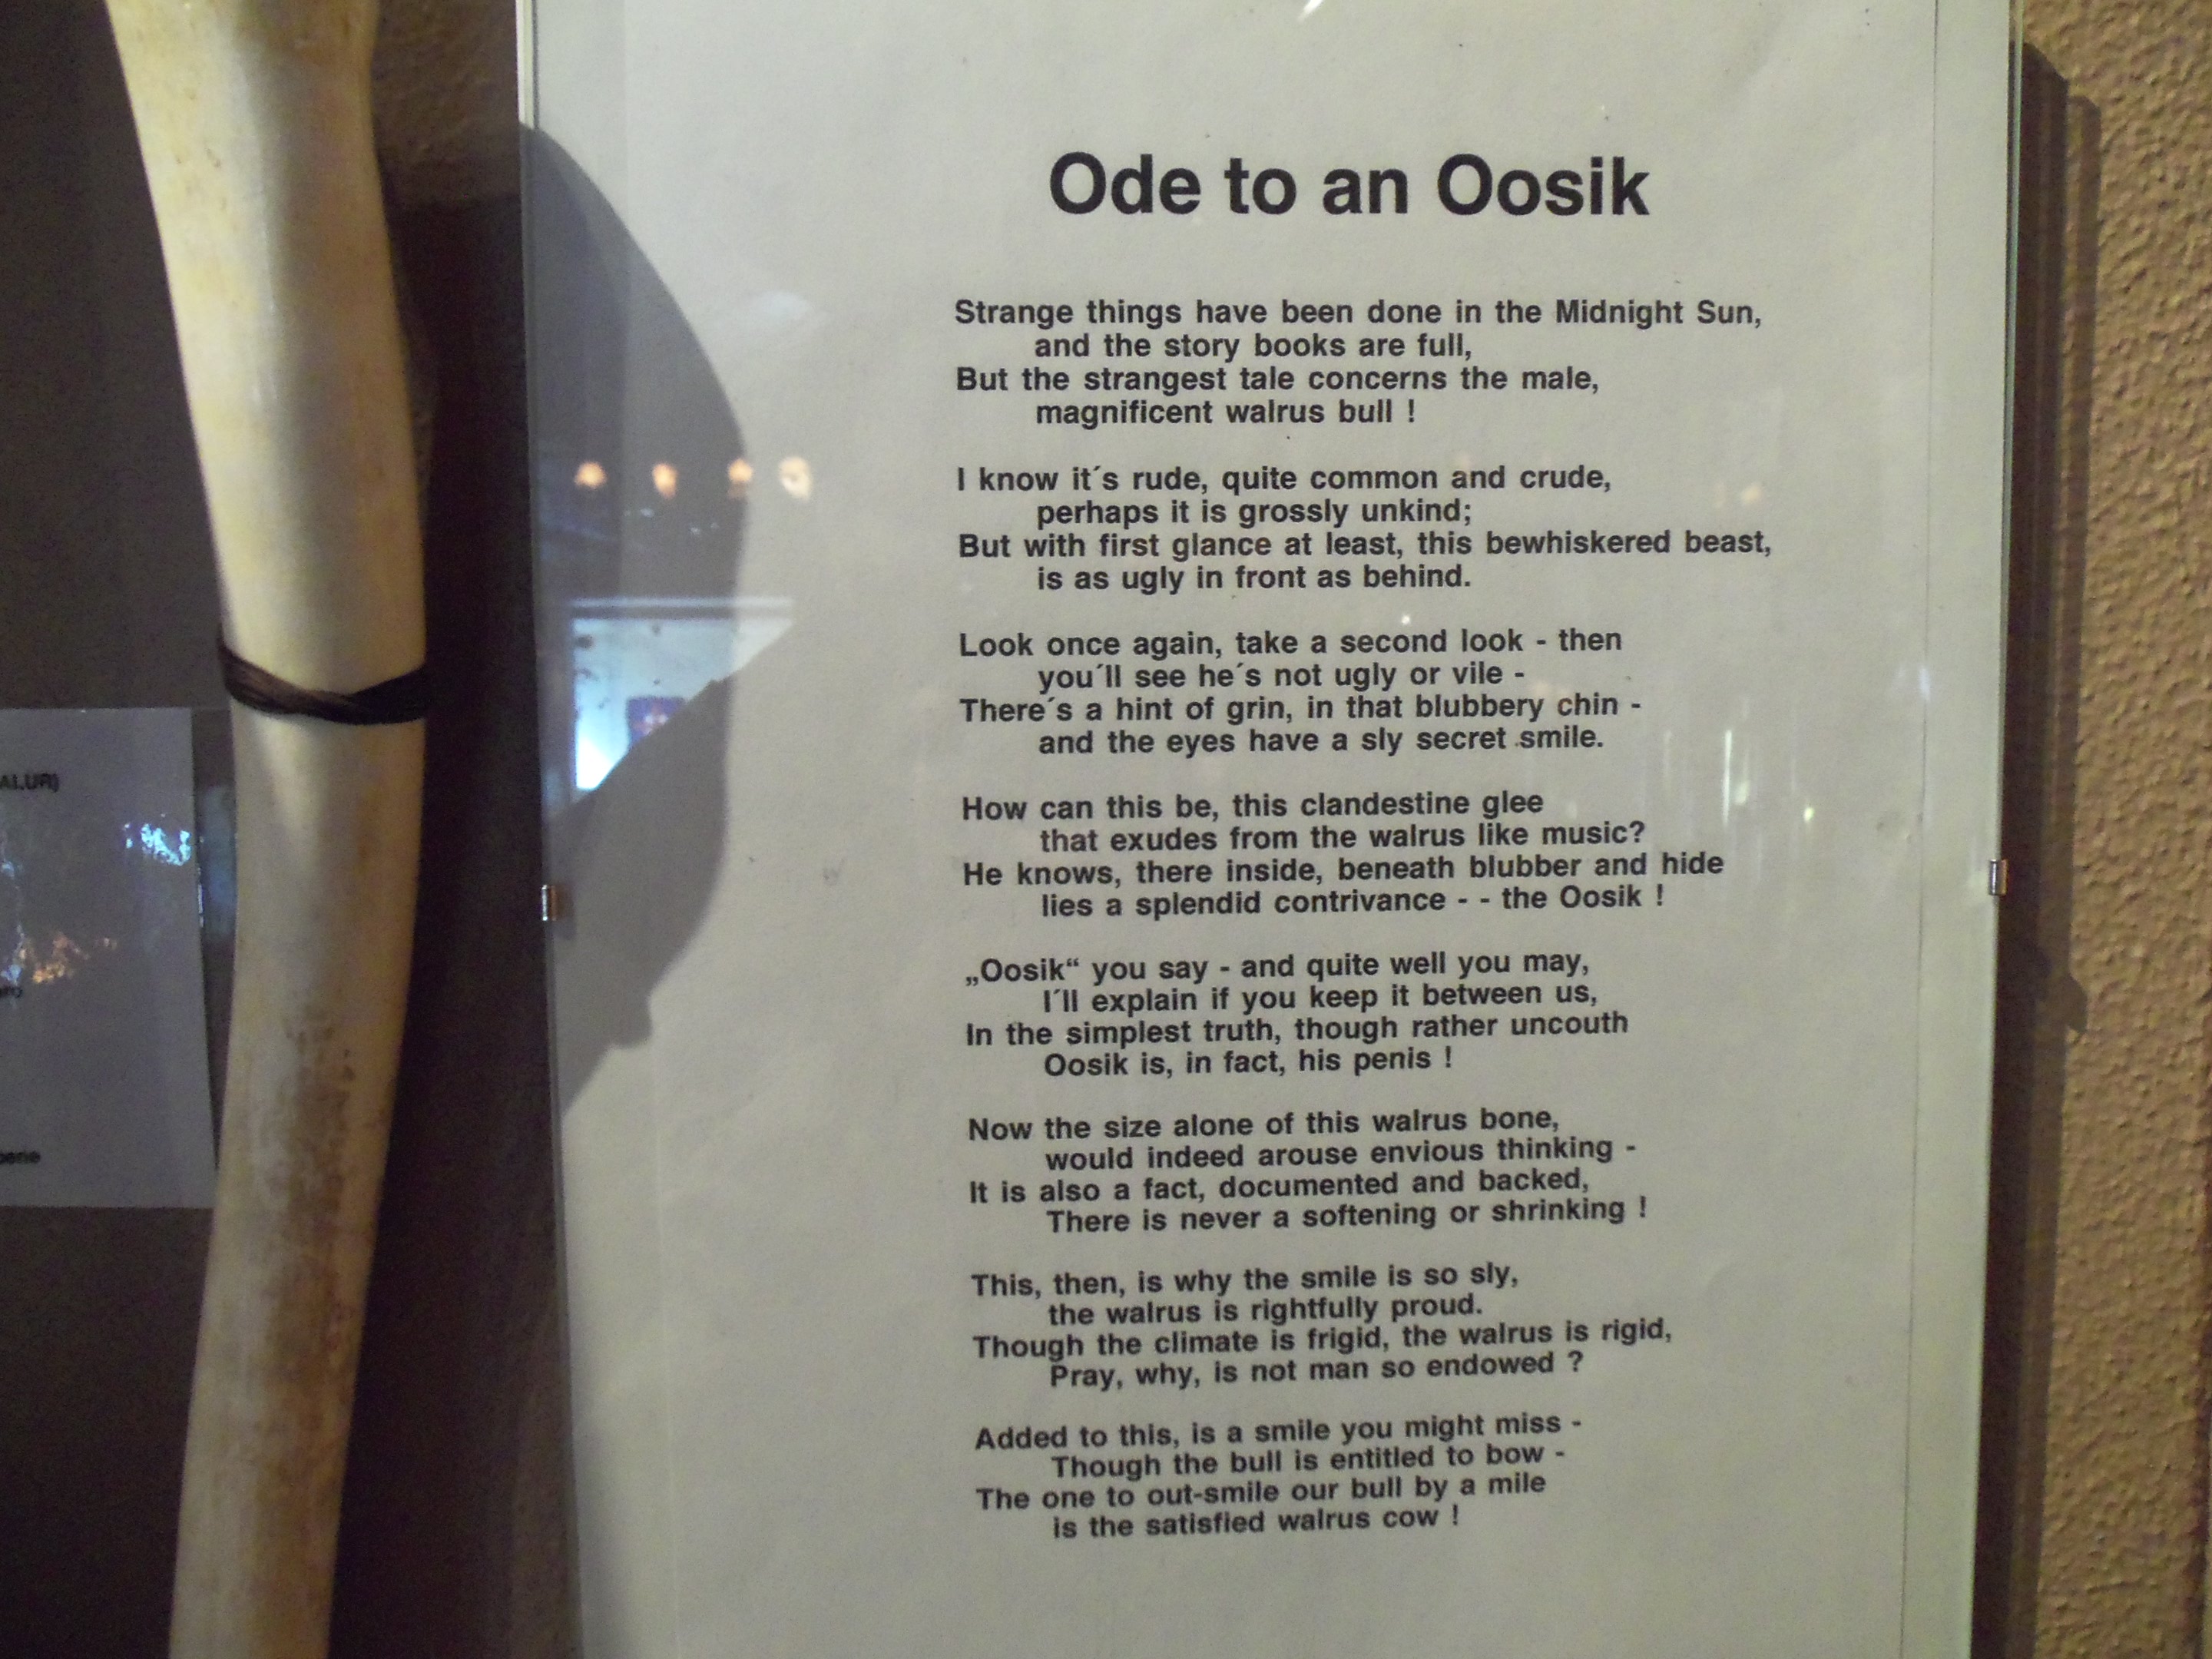 Ode to an Oosik
Strange things have been done in the Midnight Sun,
and the story books are full,
But the strangest tale concerns the male,
magnificent walrus bull !
I know it´s rude, quite common and crude,
perhaps it is grossly unkind;
But with first glance at least, this bewhiskered beast,
is as ugly in front as behind.
Look once again, take a second look - then
you´ll see he´s not ugly or vile -
There´s a hint of grin, in that blubbery chin -
and the eyes have a sly secret smile.
How can this be, this clandestine glee
that exudes from the walrus like music?
He knows, there inside, beneath blubber and hide
lies a splendid contrivance - - the Oosik !
„Oosik“ you say - and quite well you may,
I´ll explain if you keep it between us,
In the simplest truth, though rather uncouth
Oosik is, in fact, his penis !
Now the size alone of this walrus bone,
would indeed arouse envious thinking -
It is also a fact, documented and backed,
There is never a softening or shrinking !
This, then, is why the smile is so sly,
the walrus is rightfully proud.
Though the climate is frigid, the walrus is rigid,
Pray, why, is not man so endowed ?
Added to this, is a smile you might miss -
Though the bull is entitled to bow -
The one to out-smile our bull by a mile
is the satisfied walrus cow !